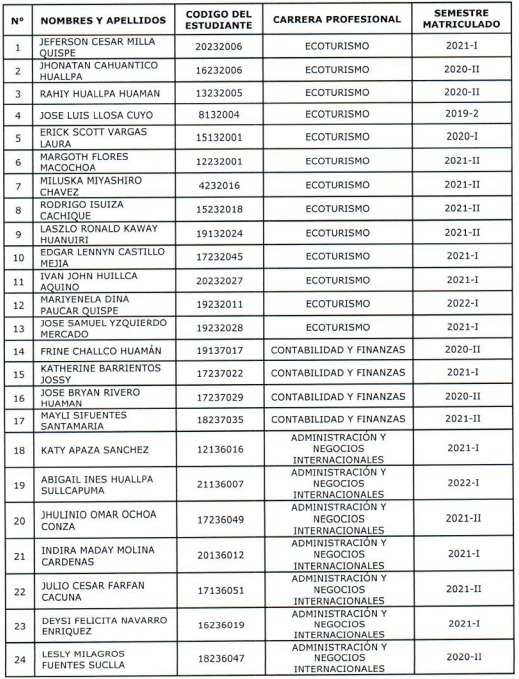 N° NOMBRES Y APELLIDOS CODIGO DEL ESTUDIANTE CARRERA PROFESIONAL SEMESTRE MATRICULADO
1 JEFERSON CESAR MILLA QUISPE 20232006 ECOTURISMO 2021-I
2 JHONATAN CAHUANTICO HUALLPA 16232006 ECOTURISMO 2020-II
3 RAHIY HUALLPA HUAMAN 13232005 ECOTURISMO 2020-II
4 JOSE LUIS LLOSA CUYO 8132004 ECOTURISMO 2019-2
5 ERICK SCOTT VARGAS LAURA 15132001 ECOTURISMO 2020-I
6 MARGOTH FLORES MACOCHOA 12232001 ECOTURISMO 2021-II
7 MILUSKA MIYASHIRO CHAVEZ 4232016 ECOTURISMO 2021-II
8 RODRIGO ISUIZA CACHIQUE 15232018 ECOTURISMO 2021-II
9 LASZLO RONALD KAWAY HUANUIRI 19132024 ECOTURISMO 2021-II
10 EDGAR LENNYN CASTILLO MEJIA 17232045 ECOTURISMO 2021-I
11 IVAN JOHN HUILLCA AQUINO 20232027 ECOTURISMO 2021-I
12 MARIYENELA DINA PAUCAR QUISPE 19232011 ECOTURISMO 2022-I
13 JOSE SAMUEL YZQUIERDO MERCADO 19232028 ECOTURISMO 2021-I
14 FRINE CHALLCO HUAMÁN 19137017 CONTABILIDAD Y FINANZAS 2020-II
15 KATHERINE BARRIENTOS JOSSY 17237022 CONTABILIDAD Y FINANZAS 2021-I
16 JOSE BRYAN RIVERO HUAMAN 17237029 CONTABILIDAD Y FINANZAS 2020-II
17 MAYLI SIFUENTES SANTAMARIA 18237035 CONTABILIDAD Y FINANZAS 2021-II
18 KATY APAZA SANCHEZ 12136016 ADMINISTRACIÓN Y NEGOCIOS INTERNACIONALES 2021-I
19 ABIGAIL INES HUALLPA SULLCAPUMA 21136007 ADMINISTRACIÓN Y NEGOCIOS INTERNACIONALES 2022-I
20 JHULINIO OMAR OCHOA CONZA 17236049 ADMINISTRACIÓN Y NEGOCIOS INTERNACIONALES 2021-II
21 INDIRA MADAY MOLINA CARDENAS 20136012 ADMINISTRACIÓN Y NEGOCIOS INTERNACIONALES 2021-I
22 JULIO CESAR FARFAN CACUNA 17136051 ADMINISTRACIÓN Y NEGOCIOS INTERNACIONALES 2021-II
23 DEYSI FELICITA NAVARRO ENRIQUEZ 16236019 ADMINISTRACIÓN Y NEGOCIOS INTERNACIONALES 2021-I
24 LESLY MILAGROS FUENTES SUCLLA 18236047 ADMINISTRACIÓN Y NEGOCIOS INTERNACIONALES 2020-II